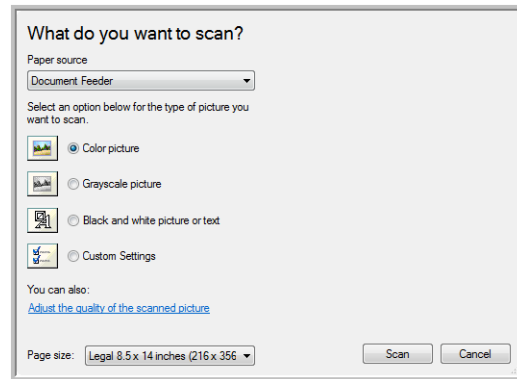 What do you want to scan?
Paper source
Document Feeder
Select an option below for the type of picture you
want to scan.
Color picture
Grayscale picture
Black and white picture or text
Custom Settings
You can also:
Adjust the quality of the scanned picture
Page size: Legal 8.5 x 14 inches (216 x 356
Scan Cancel